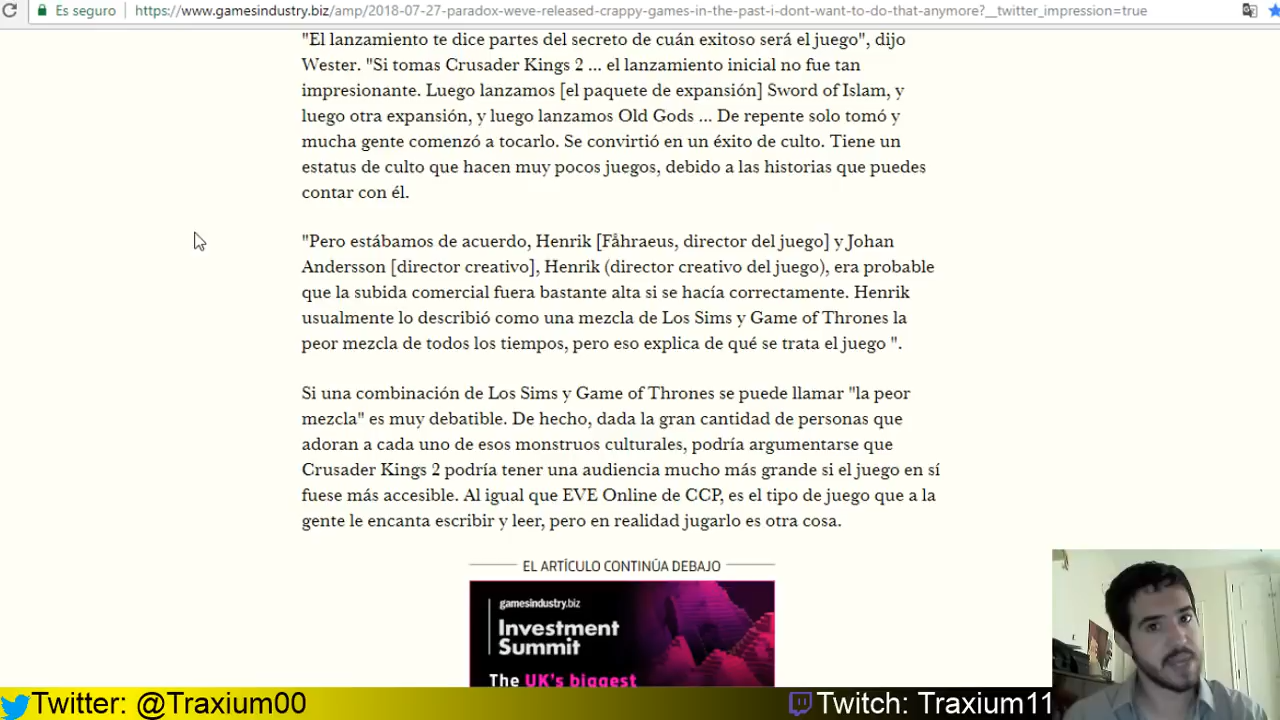 Es seguro
https://www.gamesindustry.biz/amp/2018-07-27-paradox-weve-released-crappy-games-in-the-past-i-dont-want-to-do-that-anymore?__twitter_impression=true
"El lanzamiento te dice partes del secreto de cuán exitoso será el juego", dijo
Wester. "Si tomas Crusader Kings 2 ... el lanzamiento inicial no fue tan
impresionante. Luego lanzamos [el paquete de expansión] Sword of Islam, y
luego otra expansión, y luego lanzamos Old Gods ... De repente solo tomó y
mucha gente comenzó a tocarlo. Se convirtió en un éxito de culto. Tiene un
estatus de culto que hacen muy pocos juegos, debido a las historias que puedes
contar con él.
"Pero estábamos de acuerdo, Henrik [Fåhraeus, director del juego] y Johan
Andersson [director creativo], Henrik (director creativo del juego), era probable
que la subida comercial fuera bastante alta si se hacía correctamente. Henrik
usualmente lo describió como una mezcla de Los Sims y Game of Thrones la
peor mezcla de todos los tiempos, pero eso explica de qué se trata el juego ".
Si una combinación de Los Sims y Game of Thrones se puede llamar "la peor
mezcla" es muy debatible. De hecho, dada la gran cantidad de personas que
adoran a cada uno de esos monstruos culturales, podría argumentarse que
Crusader Kings 2 podría tener una audiencia mucho más grande si el juego en sí
fuese más accesible. Al igual que EVE Online de CCP, es el tipo de juego que a la
gente le encanta escribir y leer, pero en realidad jugarlo es otra cosa.
EL ARTÍCULO CONTINÚA DEBAJO
gamesindustry.biz
Investment
Summit
The UK's biggest
Twitter: @Traxium00
Twitch: Traxium11